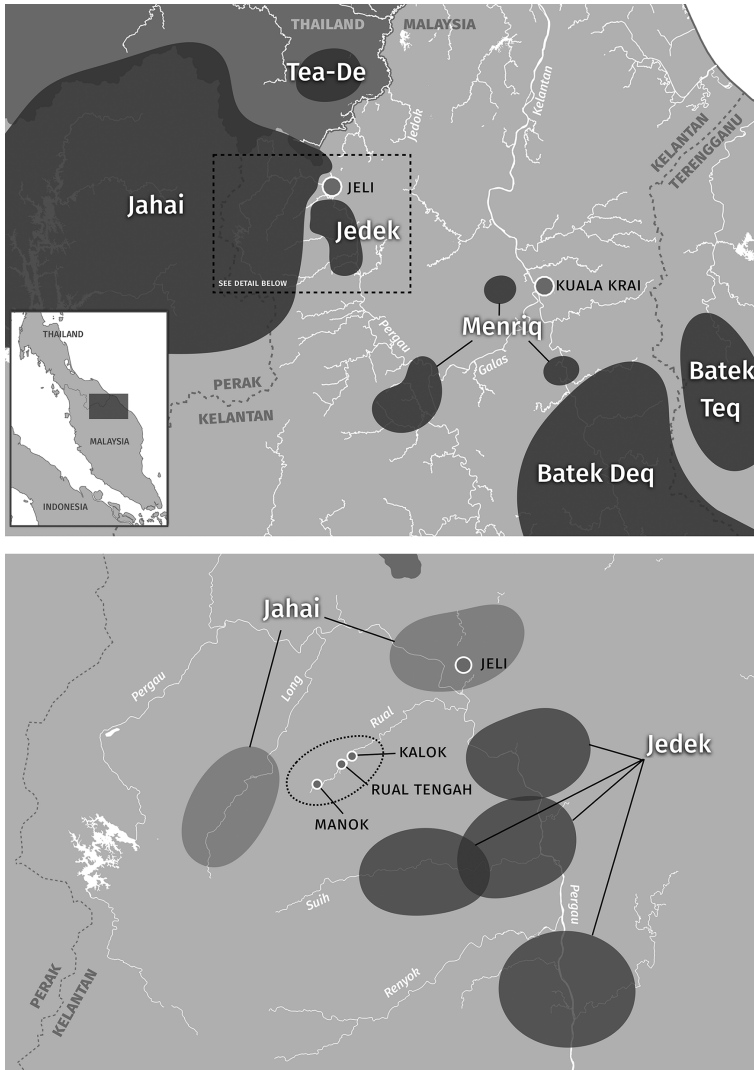 THAILAND
MALAYSIA
Tea-De
Jedok
Kelantan
KELANTAN
TERENGGANU
Jahai
JELI
Jedek
SEE DETAIL BELOW
KUALA KRAI
Menriq
Pergau
Galas
PERAK
KELANTAN
Batek
Teq
Batek Deq
THAILAND
MALAYSIA
INDONESIA
Jahai
JELI
Pergau
Long
Rual
KALOK
RUAL TENGAH
MANOK
Jedek
Suih
Pergau
Renyok
PERAK
KELANTAN